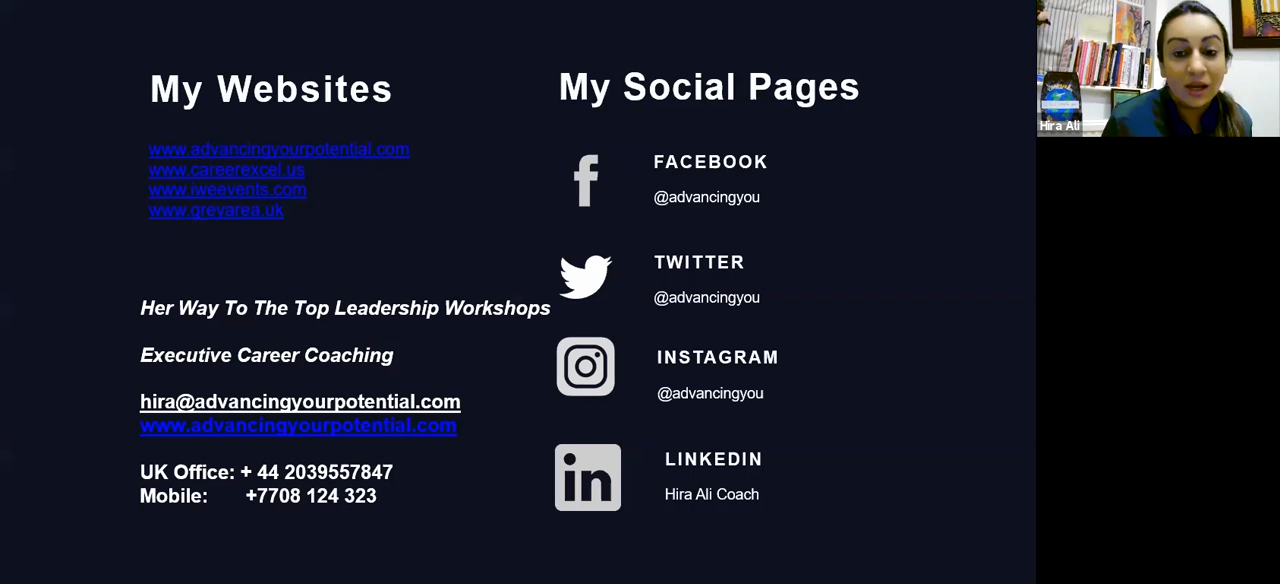 My Websites
www.advancingyourpotential.com
www.careerexcel.us
www.iweevents.com
www.greyarea.uk
Her Way To The Top Leadership Workshops
Executive Career Coaching
hira@advancingyourpotential.com
www.advancingyourpotential.com
UK Office: + 44 2039557847
Mobile: +7708 124 323
My Social Pages
FACEBOOK
@advancingyou
TWITTER
@advancingyou
INSTAGRAM
@advancingyou
LINKEDIN
Hira Ali Coach
Hira Ali